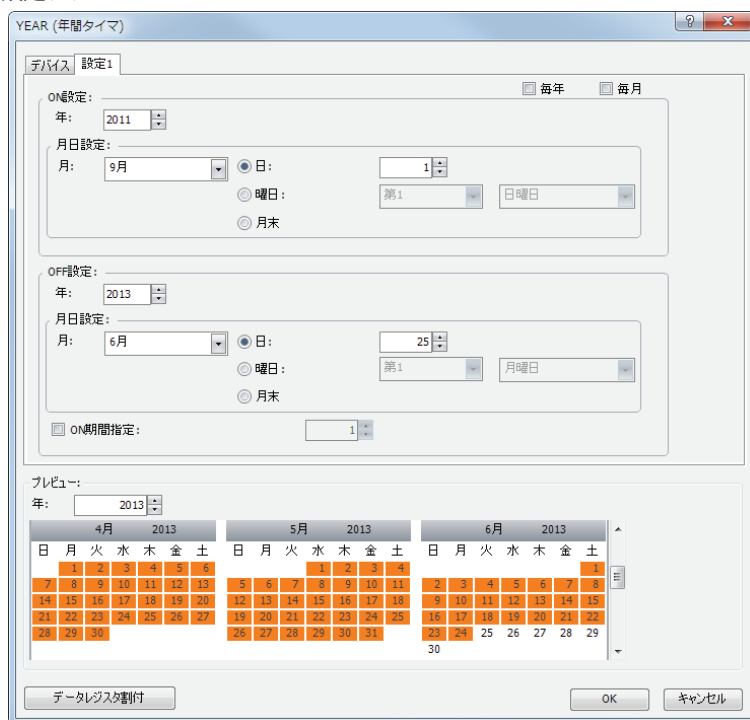 YEAR (年間タイマ)
デバイス 設定1
毎年 毎月
ON設定:
年: 2011
月日設定:
月: 9月 日: 1
曜日: 第1 日曜日
月末
OFF設定:
年: 2013
月日設定:
月: 6月 日: 25
曜日: 第1 月曜日
月末
ON期間指定: 1
プレビュー:
年: 2013
4月 2013 5月 2013 6月 2013
日 月 火 水 木 金 土 日 月 火 水 木 金 土 日 月 火 水 木 金 土
1 2 3 4 5 6 1 2 3 4 1
7 8 9 10 11 12 13 5 6 7 8 9 10 11 2 3 4 5 6 7 8
14 15 16 17 18 19 20 12 13 14 15 16 17 18 9 10 11 12 13 14 15
21 22 23 24 25 26 27 19 20 21 22 23 24 25 16 17 18 19 20 21 22
28 29 30 26 27 28 29 30 31 23 24 25 26 27 28 29
30
データレジスタ割付 OK キャンセル